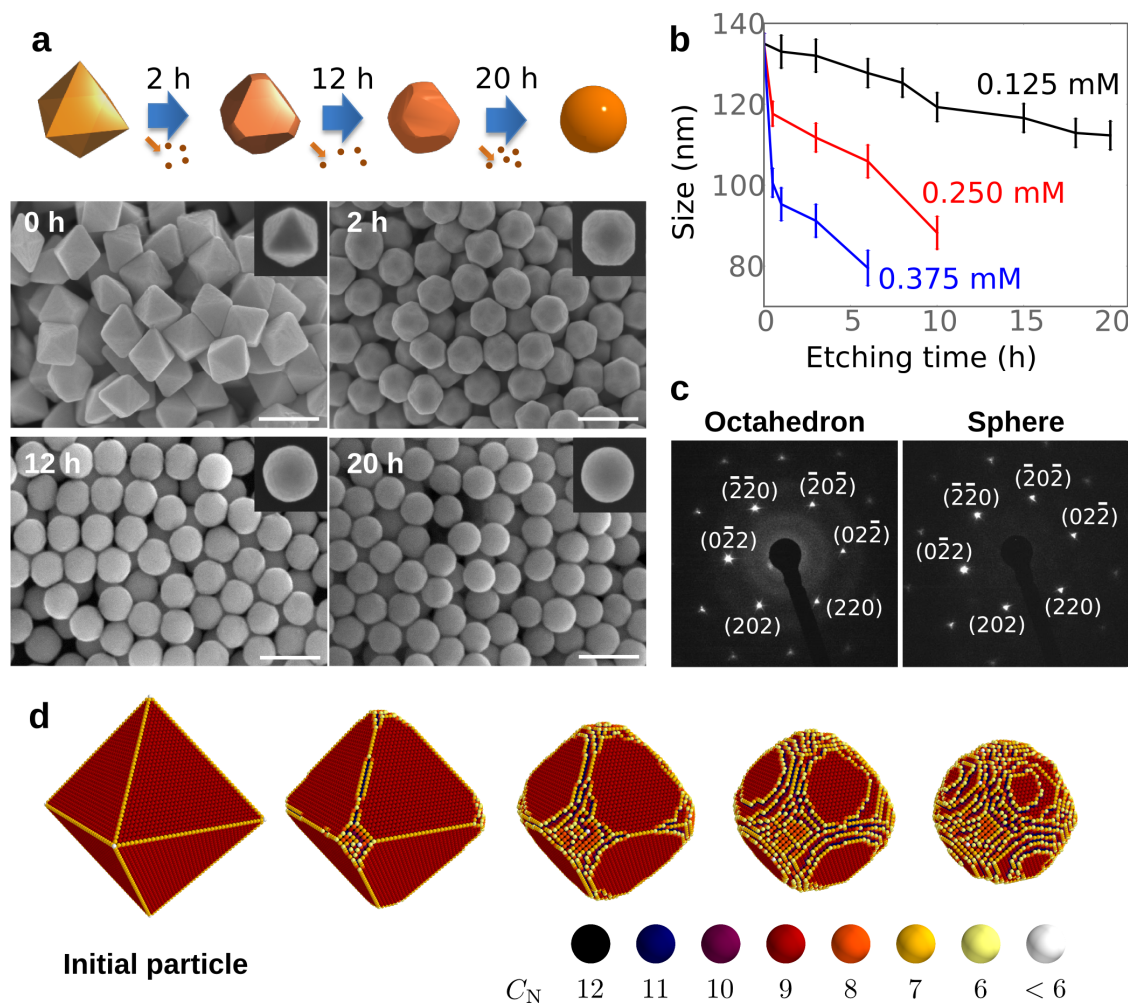 a
2 h
12 h
20 h
0 h
2 h
12 h
20 h
b
140
120
100
80
Size (nm)
0.125 mM
0.250 mM
0.375 mM
0
5
10
15
20
Etching time (h)
c
Octahedron
Sphere
(2̄2̄0)
(2̄02̄)
(02̄2)
(022̄)
(202)
(220)
(2̄2̄0)
(2̄02̄)
(02̄2)
(022̄)
(202)
(220)
d
Initial particle
C_N 12 11 10 9 8 7 6 < 6